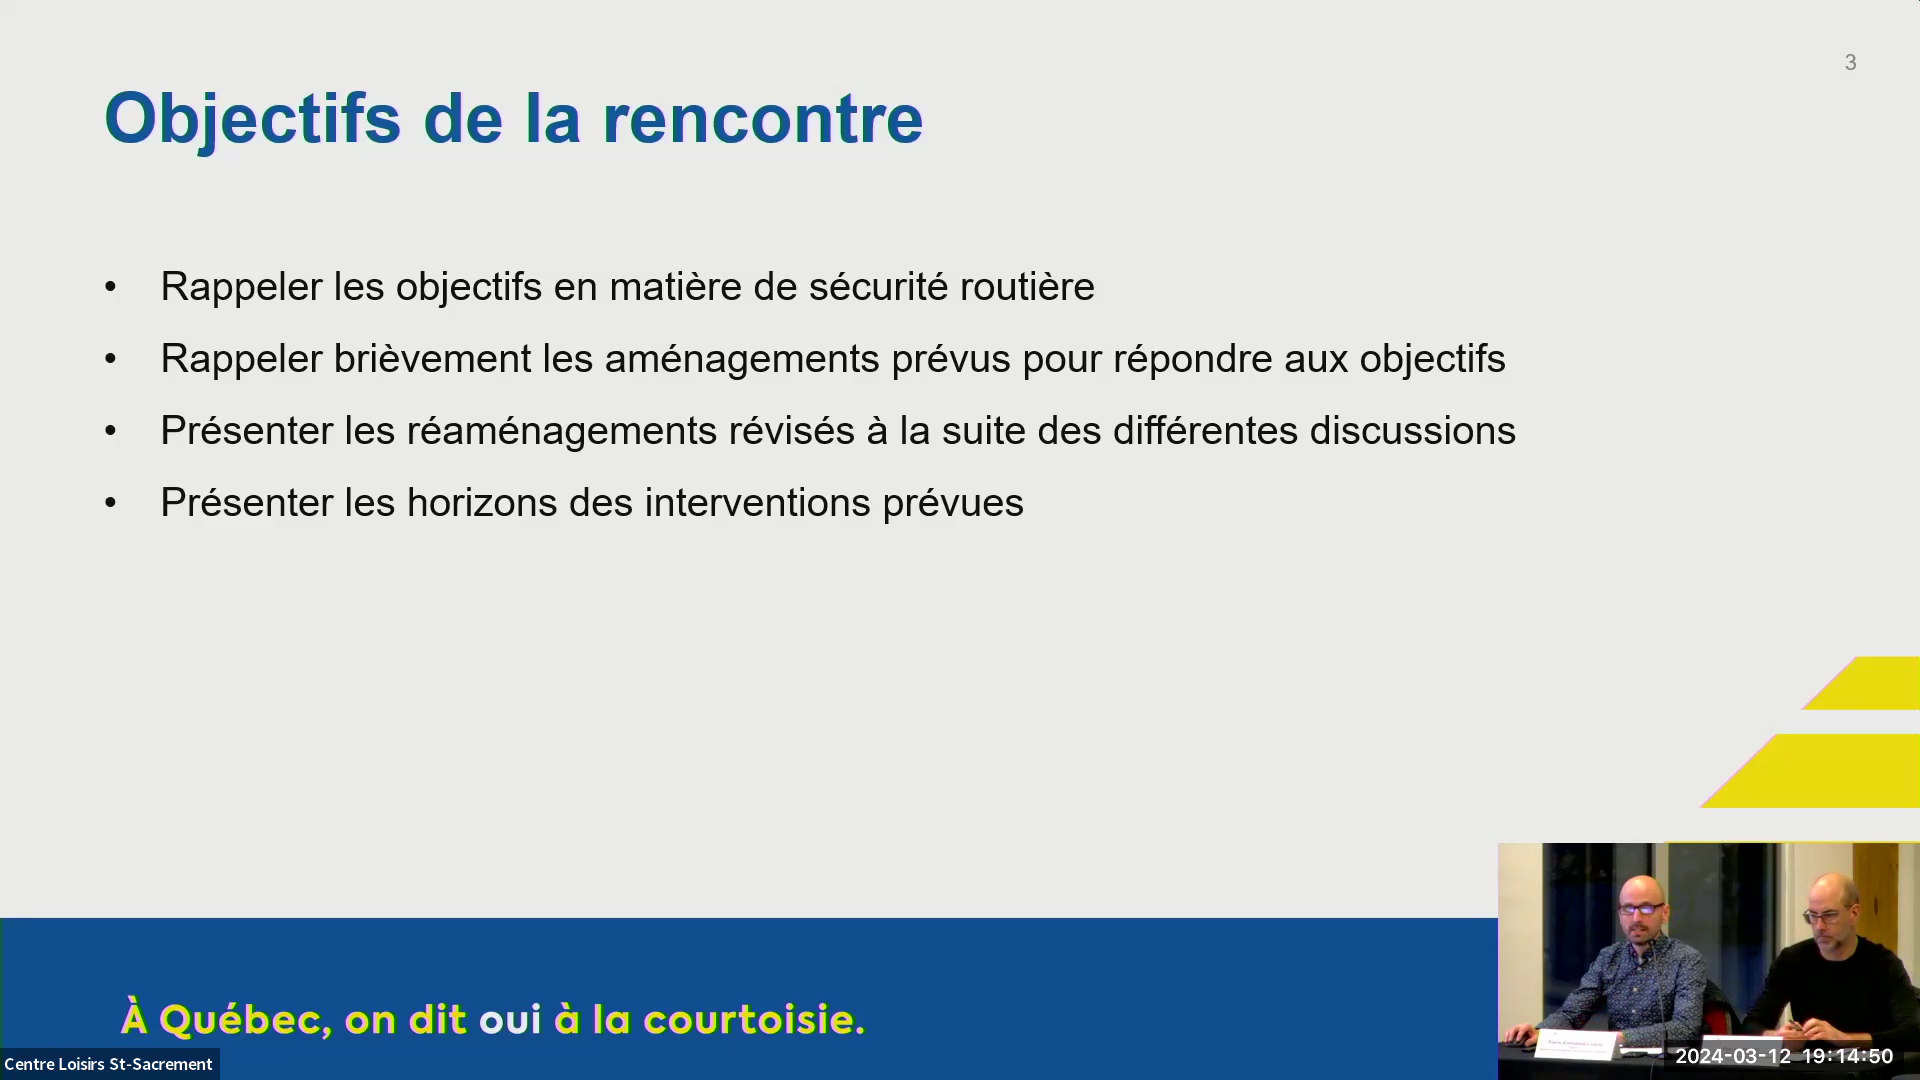 3
Objectifs de la rencontre
• Rappeler les objectifs en matière de sécurité routière
• Rappeler brièvement les aménagements prévus pour répondre aux objectifs
• Présenter les réaménagements révisés à la suite des différentes discussions
• Présenter les horizons des interventions prévues
À Québec, on dit oui à la courtoisie.
Centre Loisirs St-Sacrement
2024-03-12 19:14:50